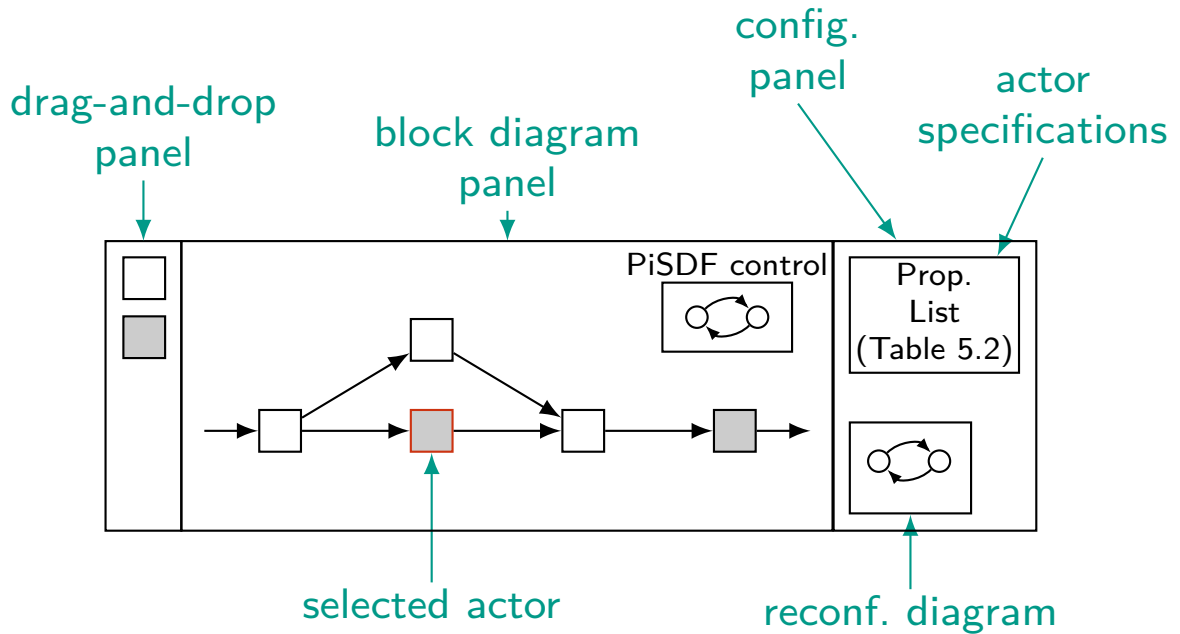 config.
panel
actor
specifications
drag-and-drop
panel
block diagram
panel
PiSDF control
Prop.
List
(Table 5.2)
selected actor
reconf. diagram